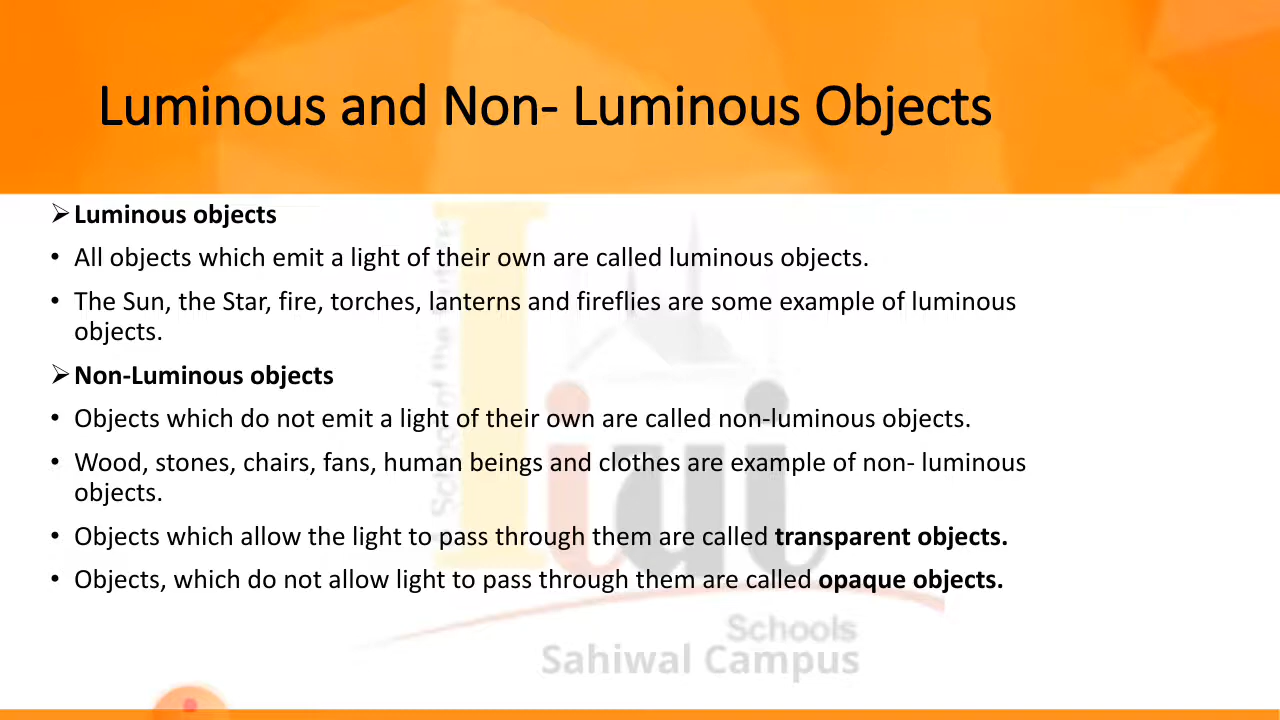 Luminous and Non- Luminous Objects
➢Luminous objects
• All objects which emit a light of their own are called luminous objects.
• The Sun, the Star, fire, torches, lanterns and fireflies are some example of luminous
objects.
➢Non-Luminous objects
• Objects which do not emit a light of their own are called non-luminous objects.
• Wood, stones, chairs, fans, human beings and clothes are example of non- luminous
objects.
• Objects which allow the light to pass through them are called transparent objects.
• Objects, which do not allow light to pass through them are called opaque objects.
Iiui
Schools
Sahiwal Campus